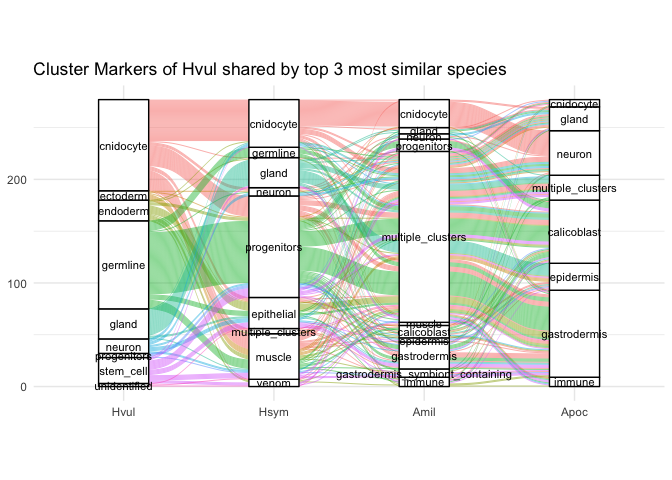 Cluster Markers of Hvul shared by top 3 most similar species
200
100
0
cnidocyte
ectoderm
endoderm
germline
gland
neuron
progenitors
stem_cell
unidentified
cnidocyte
germline
gland
neuron
progenitors
epithelial
multiple_clusters
muscle
venom
cnidocyte
gland
neuron
progenitors
multiple_clusters
muscle
calicoblast
epidermis
gastrodermis
gastrodermis_symbiont_containing
immune
cnidocyte
gland
neuron
multiple_clusters
calicoblast
epidermis
gastrodermis
immune
Hvul
Hsym
Amil
Apoc